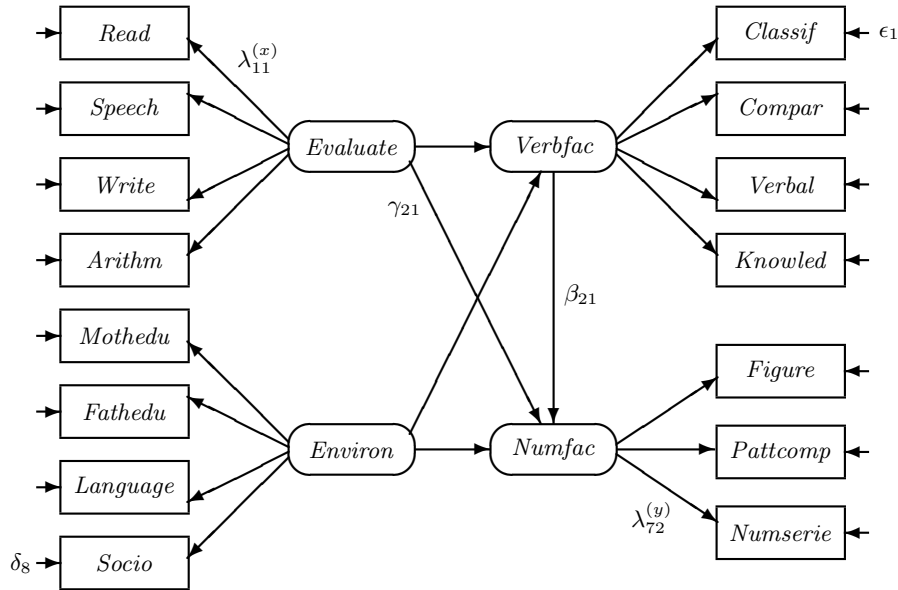 Read
Classif
ϵ₁
λ₁₁⁽ˣ⁾
Speech
Compar
Evaluate
Verbfac
Write
Verbal
γ₂₁
Arithm
Knowled
β₂₁
Mothedu
Figure
Fathedu
Environ
Numfac
Pattcomp
Language
λ₇₂⁽ʸ⁾
Numserie
δ₈
Socio